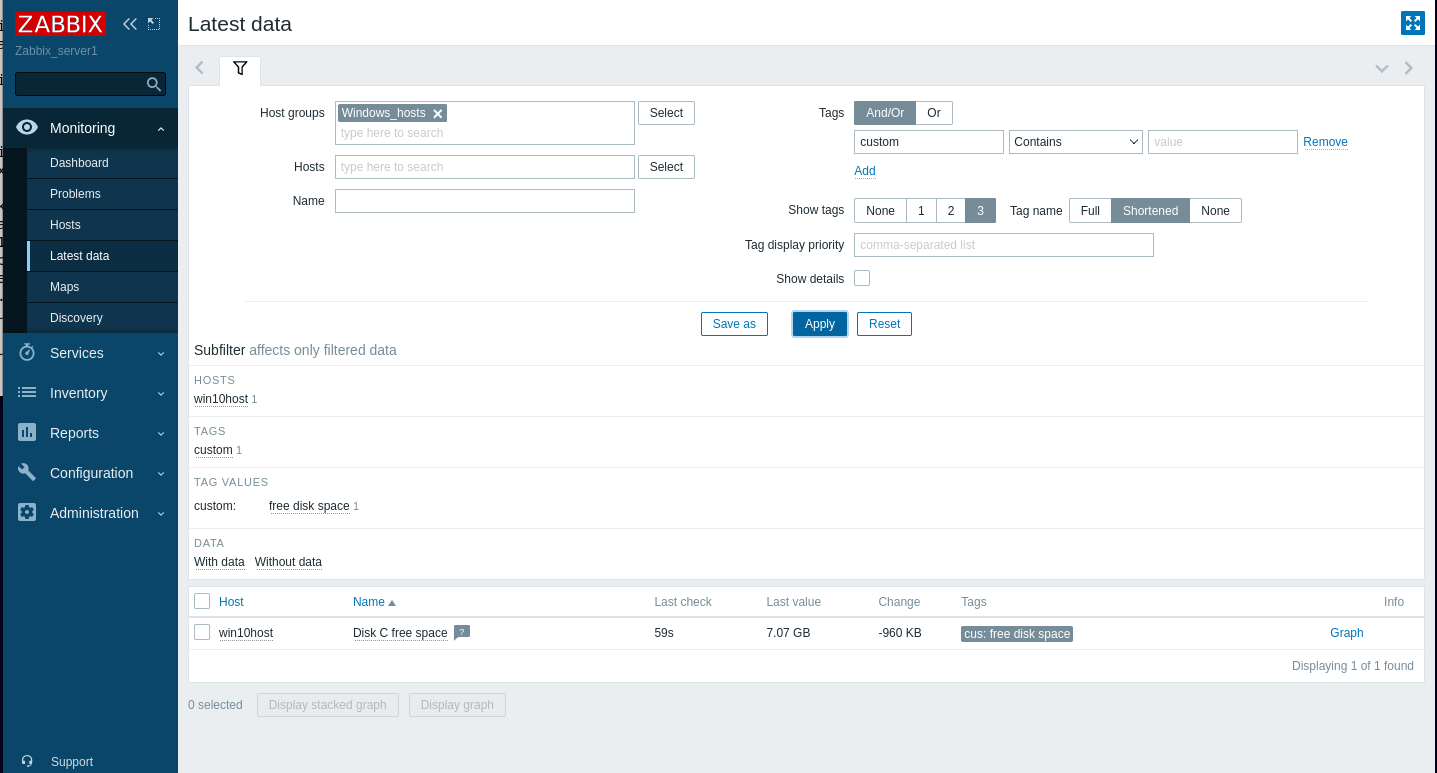 ZABBIX
Zabbix_server1
Monitoring
Dashboard
Problems
Hosts
Latest data
Maps
Discovery
Services
Inventory
Reports
Configuration
Administration
Support
Latest data
Host groups
Windows_hosts
type here to search
Select
Hosts
type here to search
Select
Name
Tags
And/Or Or
custom Contains value Remove
Add
Show tags None 1 2 3 Tag name Full Shortened None
Tag display priority comma-separated list
Show details
Save as Apply Reset
Subfilter affects only filtered data
HOSTS
win10host 1
TAGS
custom 1
TAG VALUES
custom: free disk space 1
DATA
With data Without data
Host Name Last check Last value Change Tags Info
win10host Disk C free space ? 59s 7.07 GB -960 KB cus: free disk space Graph
Displaying 1 of 1 found
0 selected Display stacked graph Display graph